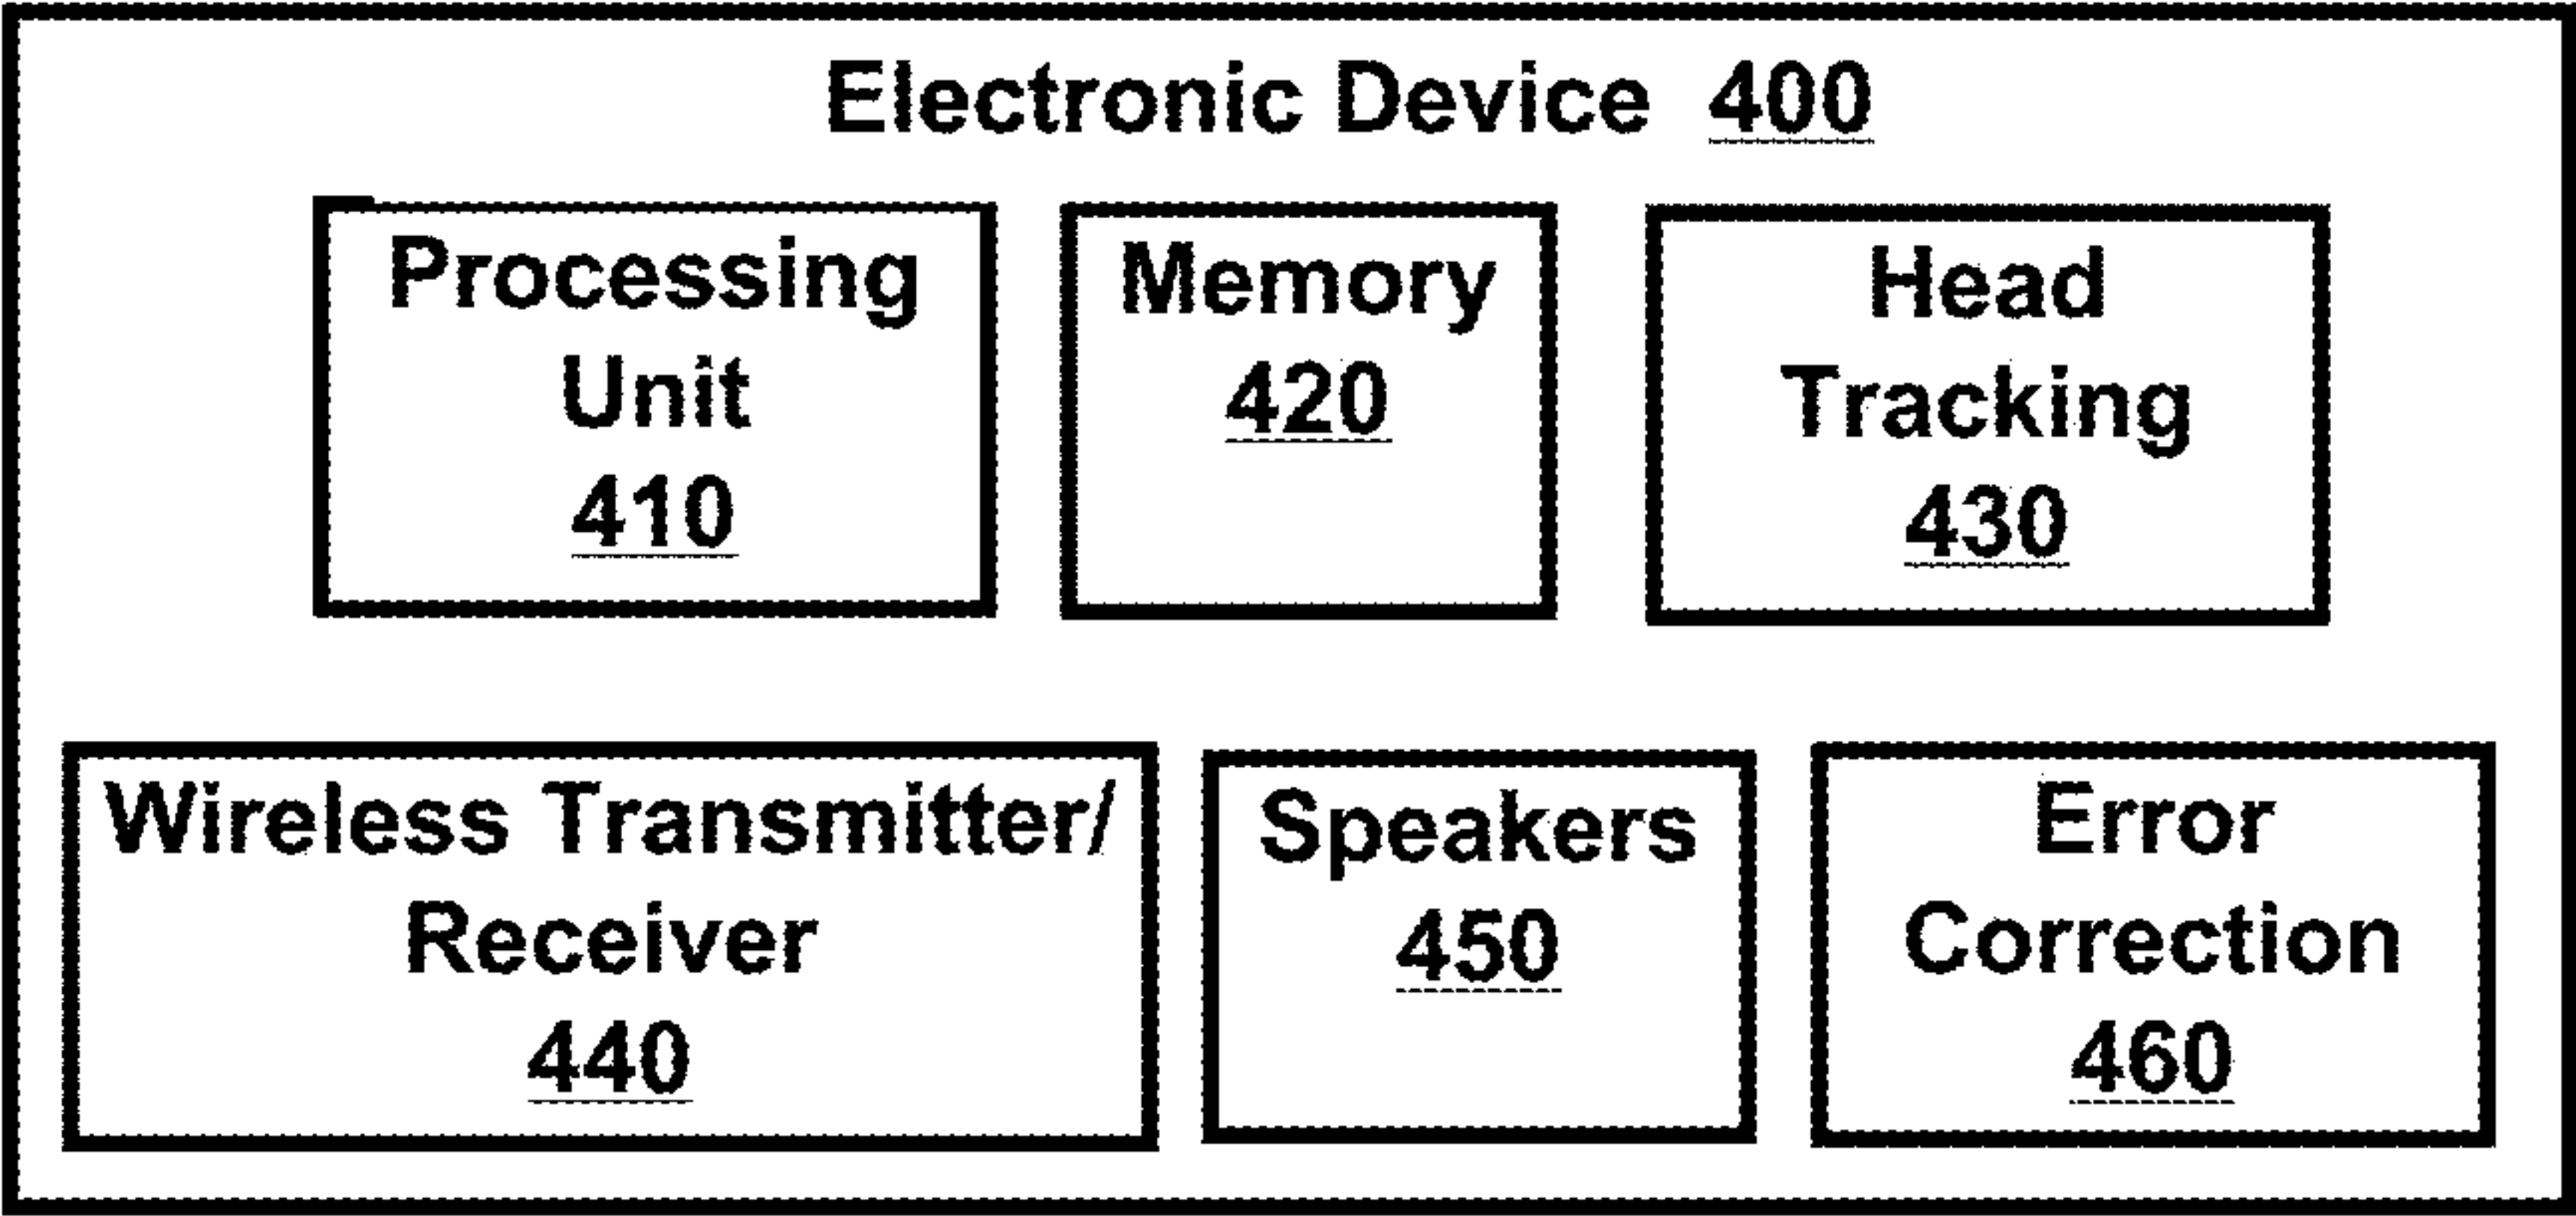 Electronic Device 400
Processing
Unit
410
Memory
420
Head
Tracking
430
Wireless Transmitter/
Receiver
440
Speakers
450
Error
Correction
460